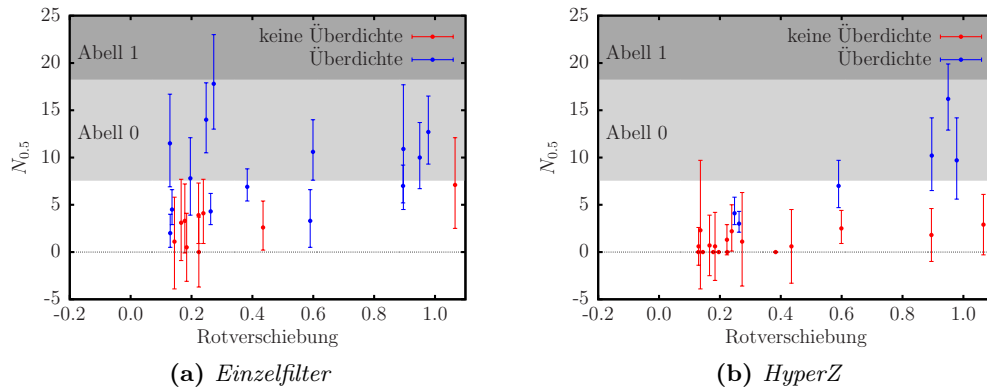 25
20
15
10
5
0
-5
N0.5
Abell 1
Abell 0
keine Überdichte
Überdichte
-0.2 0.0 0.2 0.4 0.6 0.8 1.0
Rotverschiebung
(a) Einzelfilter
25
20
15
10
5
0
-5
N0.5
Abell 1
Abell 0
keine Überdichte
Überdichte
-0.2 0.0 0.2 0.4 0.6 0.8 1.0
Rotverschiebung
(b) HyperZ